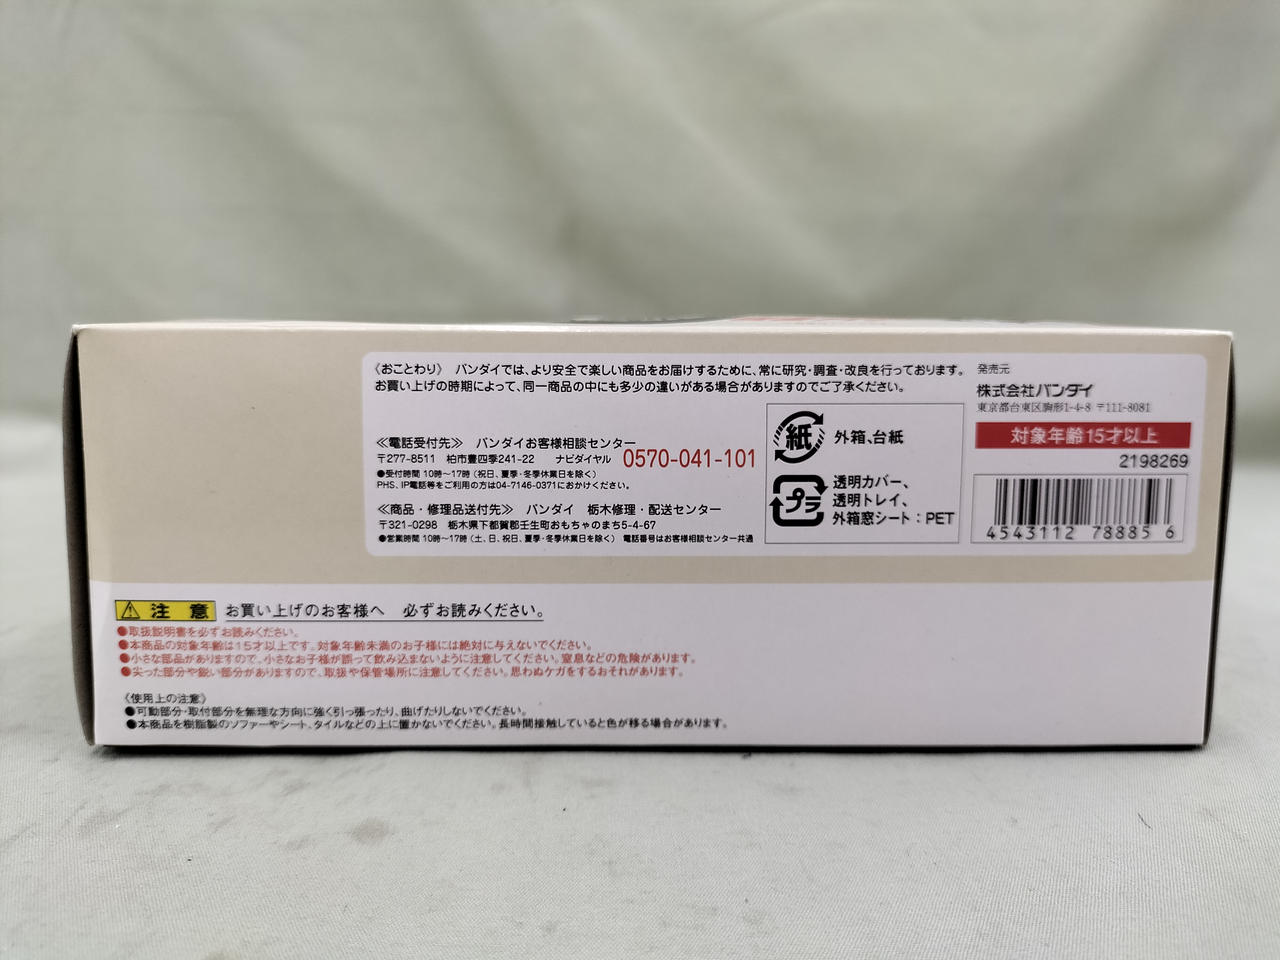 《おことわり》 バンダイでは、より安全で楽しい商品をお届けするために、常に研究・調査・改良を行っております。
お買い上げの時期によって、同一商品の中にも多少の違いがある場合がありますのでご了承ください。
≪電話受付先≫ バンダイお客様相談センター
〒277-8511 柏市豊四季241-22 ナビダイヤル 0570-041-101
●受付時間 10時〜17時（祝日、夏季・冬季休業日を除く）
PHS、IP電話等をご利用の方は04-7146-0371におかけください。
≪商品・修理品送付先≫ バンダイ 栃木修理・配送センター
〒321-0298 栃木県下都賀郡壬生町おもちゃのまち5-4-67
●営業時間 10時〜17時（土、日、祝日、夏季・冬季休業日を除く） 電話番号はお客様相談センター共通
紙 外箱、台紙
プラ 透明カバー、
透明トレイ、
外箱窓シート：PET
発売元
株式会社バンダイ
東京都台東区駒形1-4-8 〒111-8081
対象年齢15才以上
2198269
4543112 78885 6
注 意 お買い上げのお客様へ 必ずお読みください。
●取扱説明書を必ずお読みください。
●本商品の対象年齢は15才以上です。対象年齢未満のお子様には絶対に与えないでください。
●小さな部品がありますので、小さなお子様が誤って飲み込まないように注意してください。窒息などの危険があります。
●尖った部分や鋭い部分がありますので、取扱や保管場所に注意してください。思わぬケガをするおそれがあります。
《使用上の注意》
●可動部分・取付部分を無理な方向に強く引っ張ったり、曲げたりしないでください。
●本商品を樹脂製のソファーやシート、タイルなどの上に置かないでください。長時間接触していると色が移る場合があります。